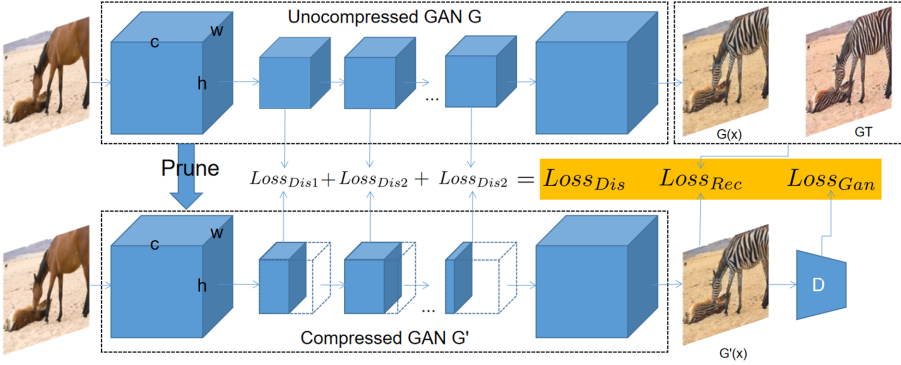 Unocompressed GAN G
c
w
h
...
G(x)
GT
Prune
Loss_{Dis1} + Loss_{Dis2} + Loss_{Dis2} = Loss_{Dis} Loss_{Rec} Loss_{Gan}
c
w
h
...
D
Compressed GAN G'
G'(x)